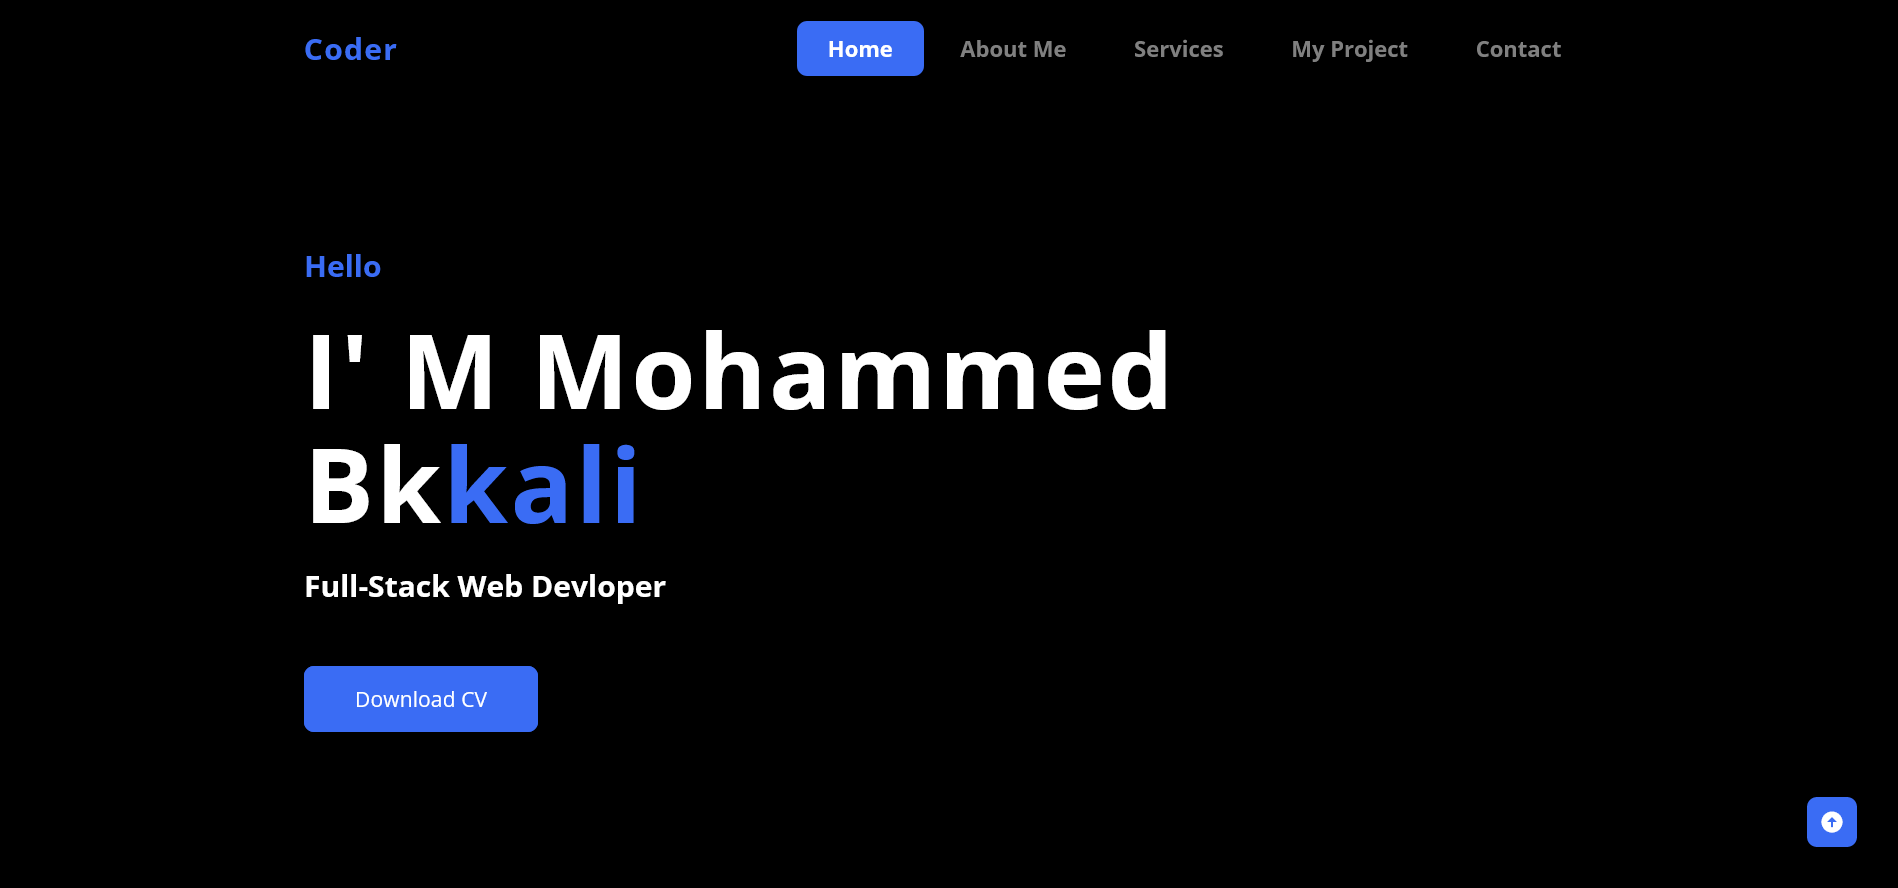 Coder
Home About Me Services My Project Contact
Hello
I' M Mohammed
Bkkali
Full-Stack Web Devloper
Download CV